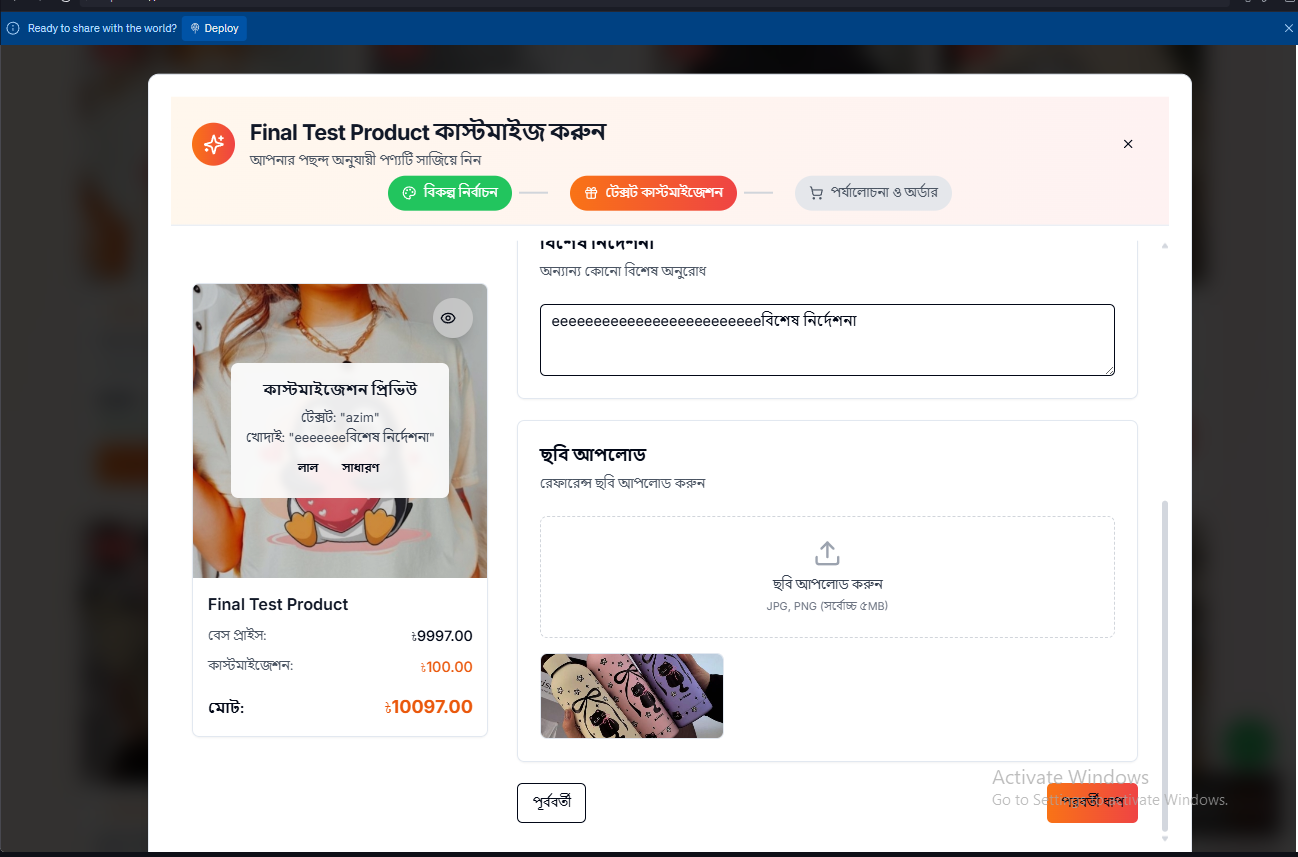 Ready to share with the world? Deploy
Final Test Product কাস্টমাইজ করুন
আপনার পছন্দ অনুযায়ী পণ্যটি সাজিয়ে নিন
বিকল্প নির্বাচন
টেক্সট কাস্টমাইজেশন
পর্যালোচনা ও অর্ডার
বিশেষ নির্দেশনা
অন্যান্য কোনো বিশেষ অনুরোধ
eeeeeeeeeeeeeeeeeeeeeeeeeবিশেষ নির্দেশনা
কাস্টমাইজেশন প্রিভিউ
টেক্সট: "azim"
খোদাই: "eeeeeeeবিশেষ নির্দেশনা"
লাল সাধারণ
Final Test Product
বেস প্রাইস: ৳9997.00
কাস্টমাইজেশন: ৳100.00
মোট: ৳10097.00
ছবি আপলোড
রেফারেন্স ছবি আপলোড করুন
ছবি আপলোড করুন
JPG, PNG (সর্বোচ্চ ৫MB)
পূর্ববর্তী
পরবর্তী ধাপ
Activate Windows
Go to Settings to activate Windows.